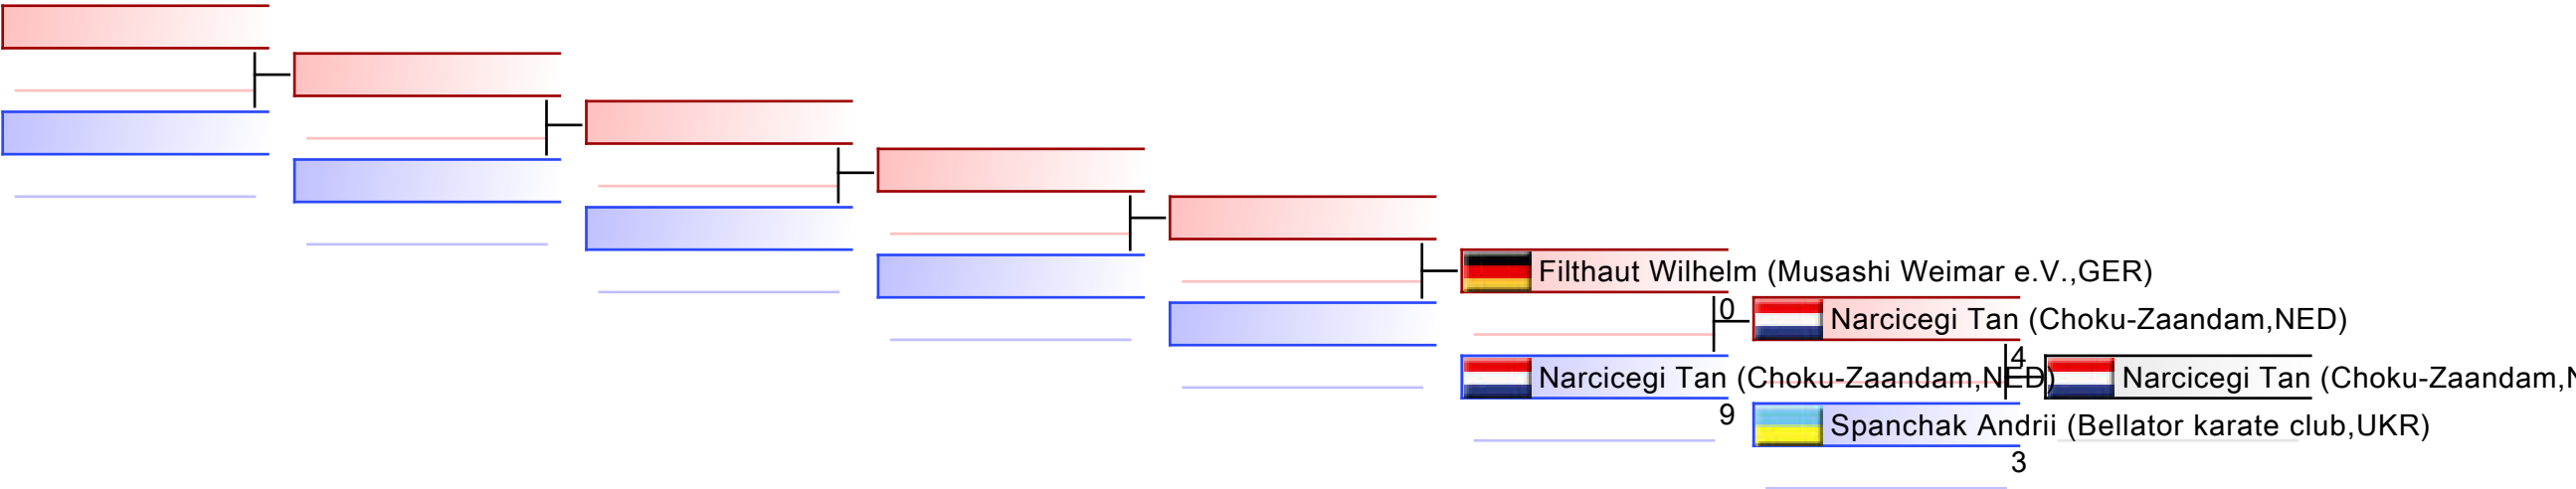 Filthaut Wilhelm (Musashi Weimar e.V.,GER)
0
Narcicegi Tan (Choku-Zaandam,NED)
4
Narcicegi Tan (Choku-Zaandam,NED)
Narcicegi Tan (Choku-Zaandam,N
9
Spanchak Andrii (Bellator karate club,UKR)
3